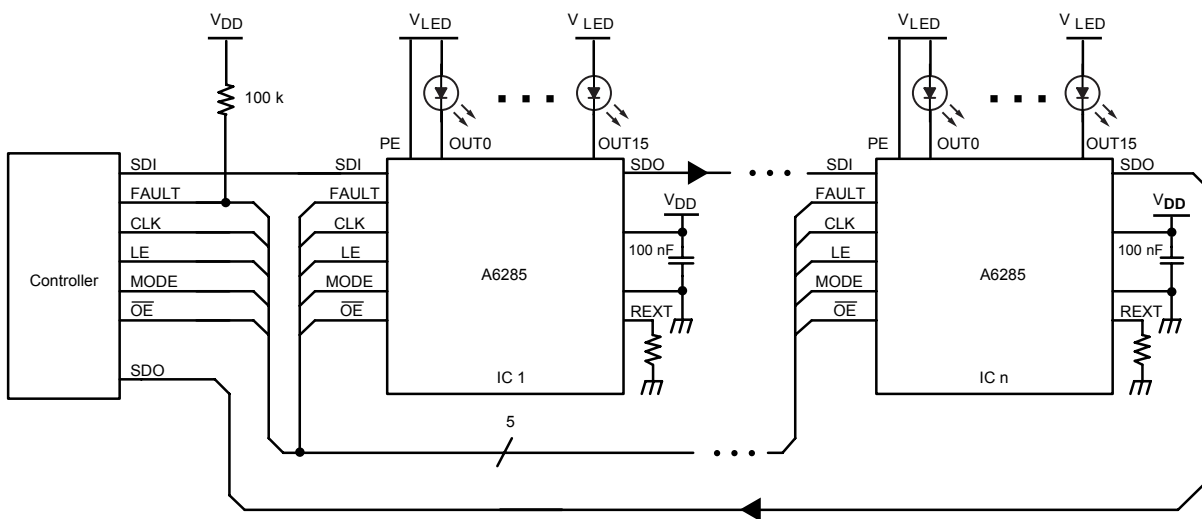 VDD
VLED
V LED
VLED
V LED
100 k
PE
OUT0
OUT15
PE
OUT0
OUT15
SDI
SDI
SDO
SDI
SDO
FAULT
FAULT
FAULT
VDD
VDD
CLK
CLK
CLK
100 nF
100 nF
LE
LE
LE
Controller
A6285
A6285
MODE
MODE
MODE
OE
OE
OE
REXT
REXT
SDO
IC 1
IC n
5